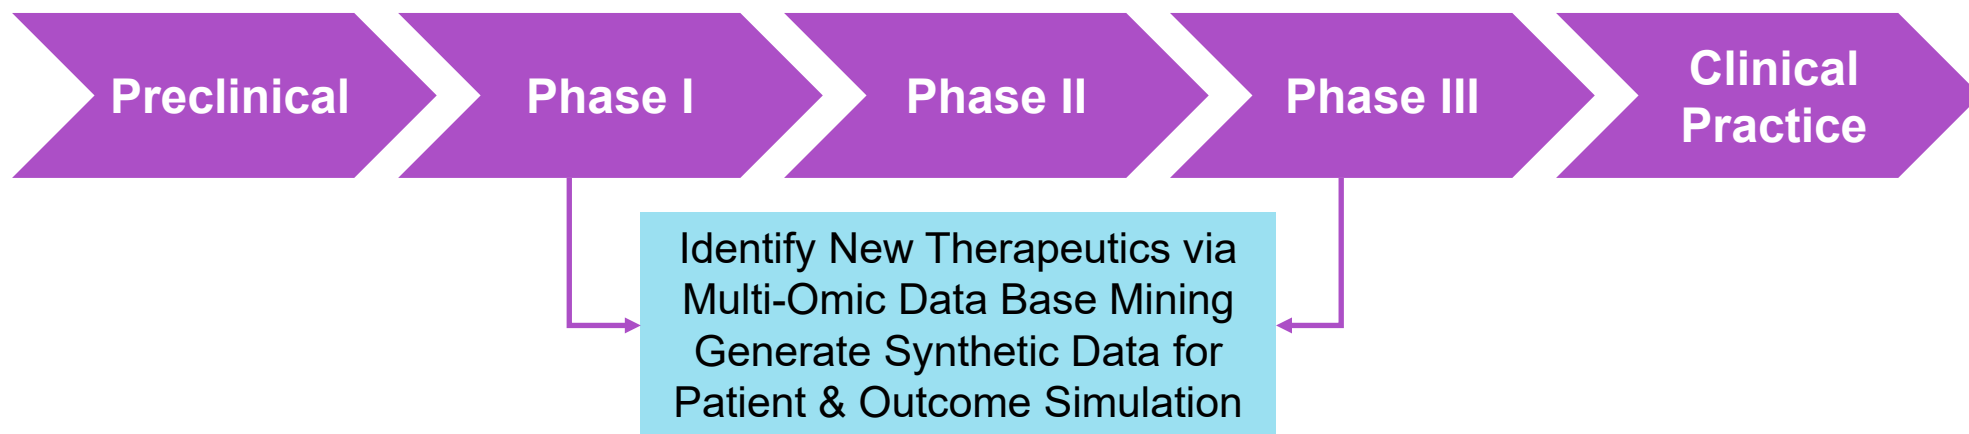 Preclinical
Phase I
Phase II
Phase III
Clinical
Practice
Identify New Therapeutics via
Multi-Omic Data Base Mining
Generate Synthetic Data for
Patient & Outcome Simulation